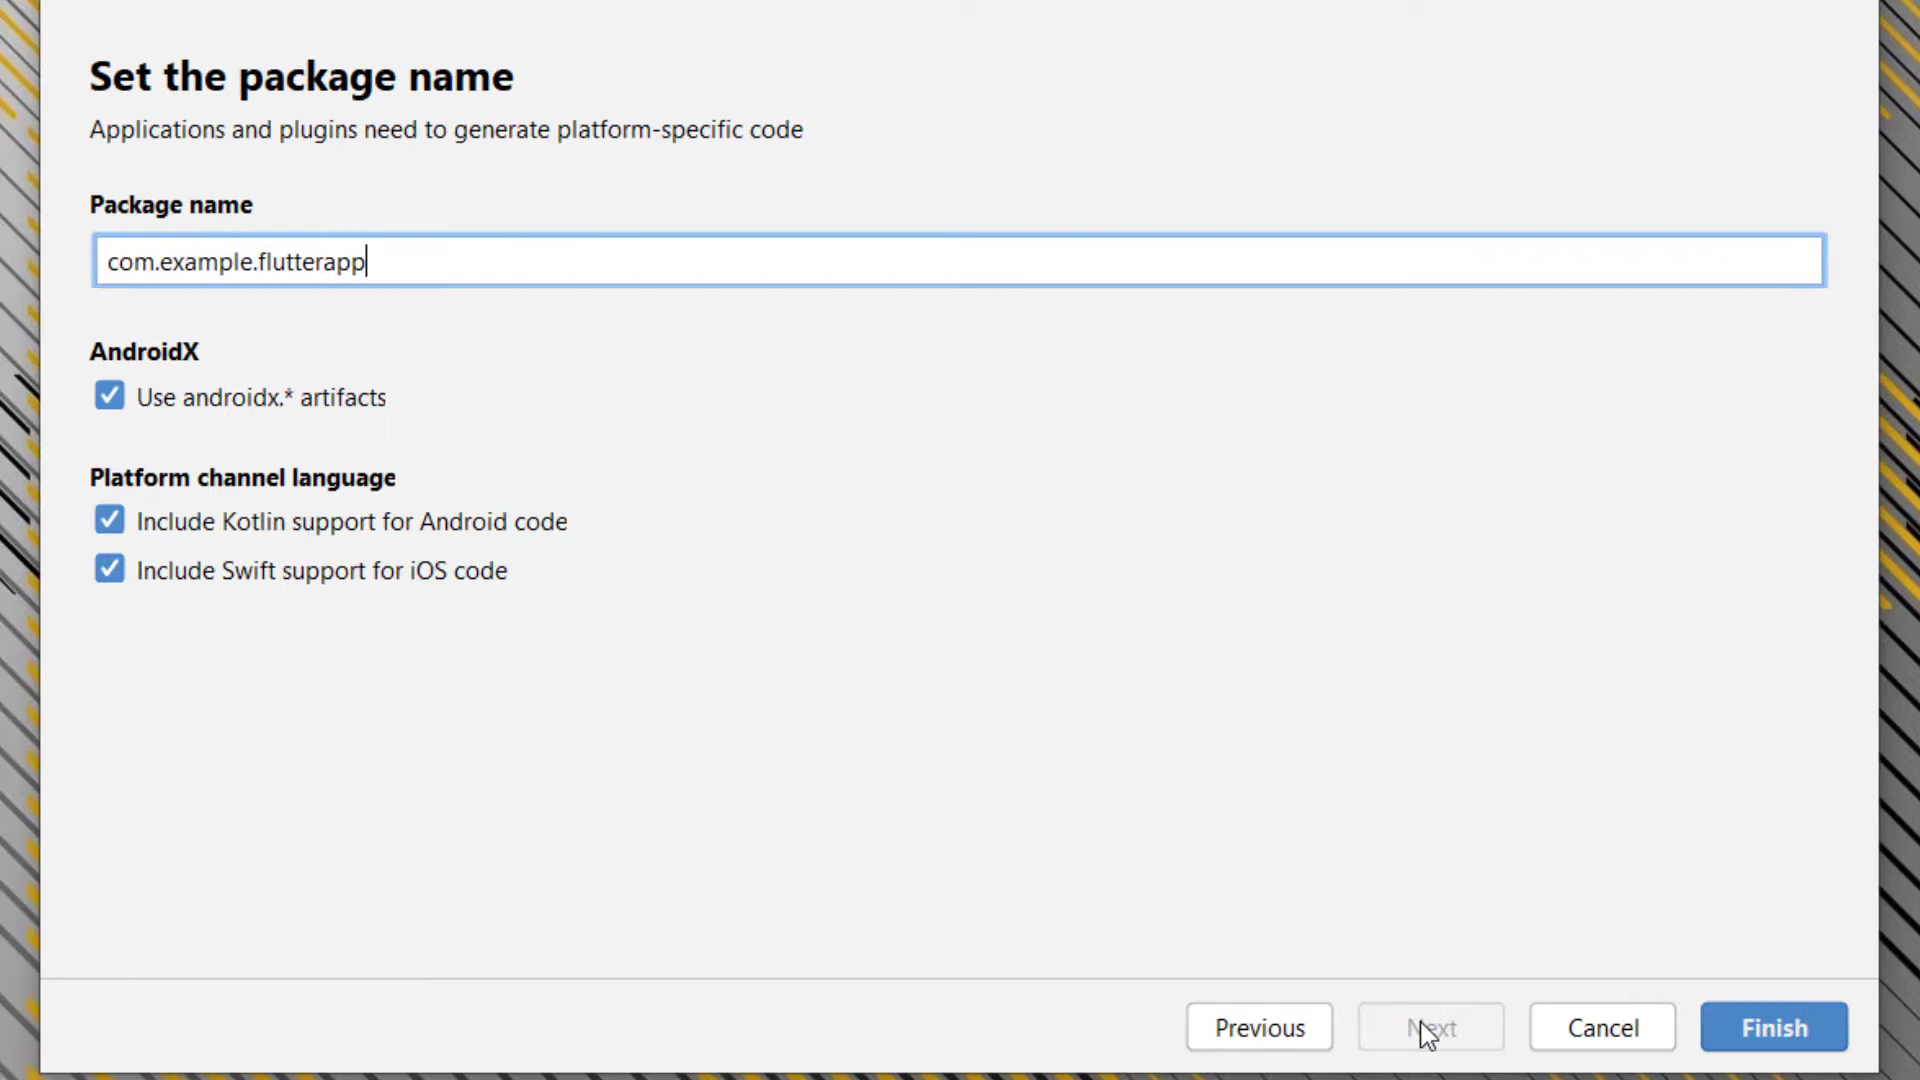 Set the package name
Applications and plugins need to generate platform-specific code
Package name
com.example.flutterapp
AndroidX
Use androidx.* artifacts
Platform channel language
Include Kotlin support for Android code
Include Swift support for iOS code
Previous
Next
Cancel
Finish